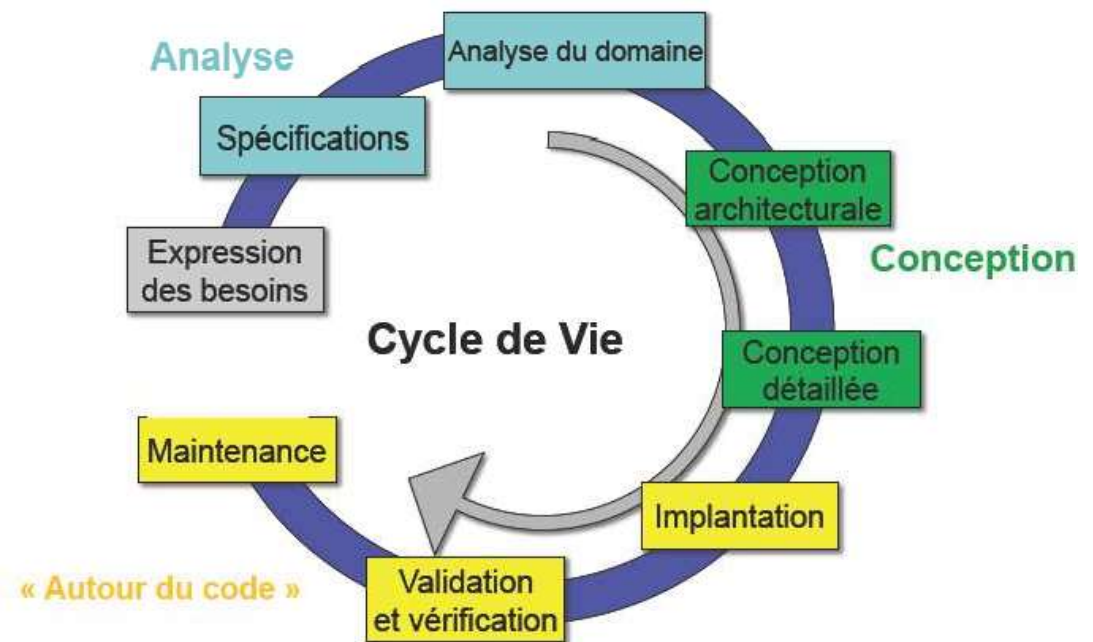 Analyse
Analyse du domaine
Spécifications
Conception
architecturale
Expression
des besoins
Conception
Cycle de Vie
Conception
détaillée
Maintenance
Implantation
« Autour du code »
Validation
et vérification